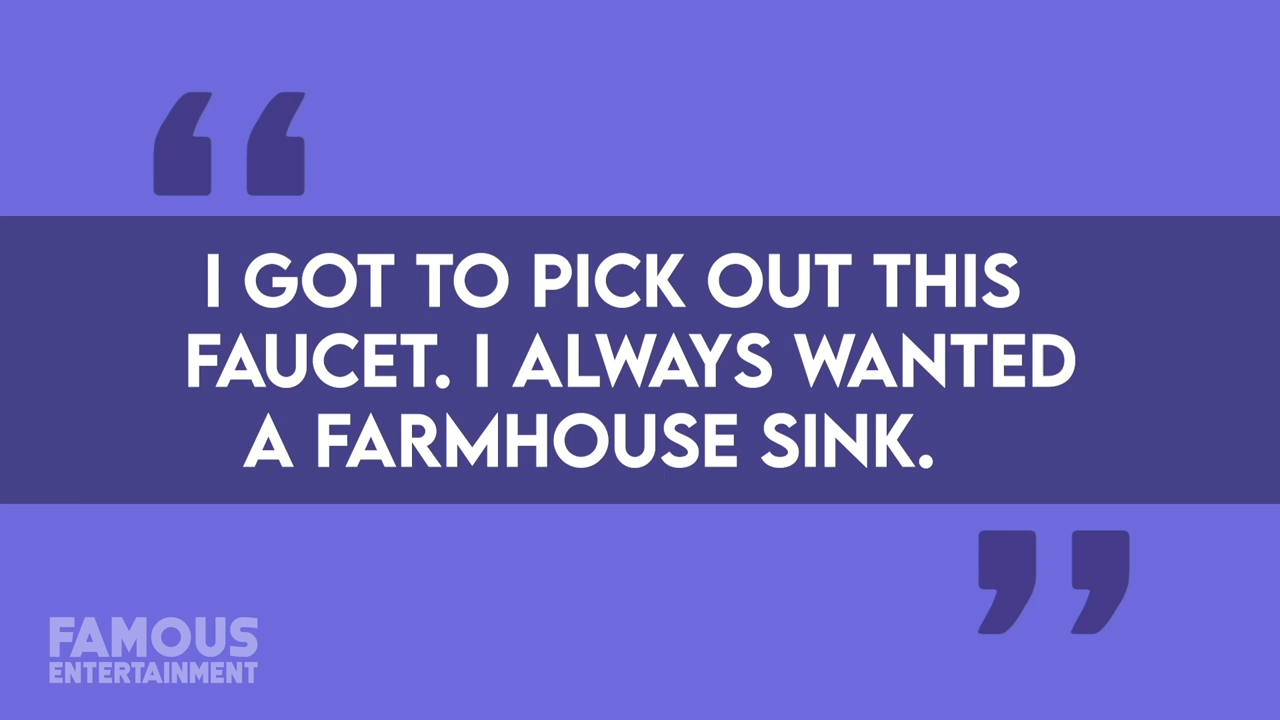 “
I GOT TO PICK OUT THIS
FAUCET. I ALWAYS WANTED
A FARMHOUSE SINK.
”
FAMOUS
ENTERTAINMENT